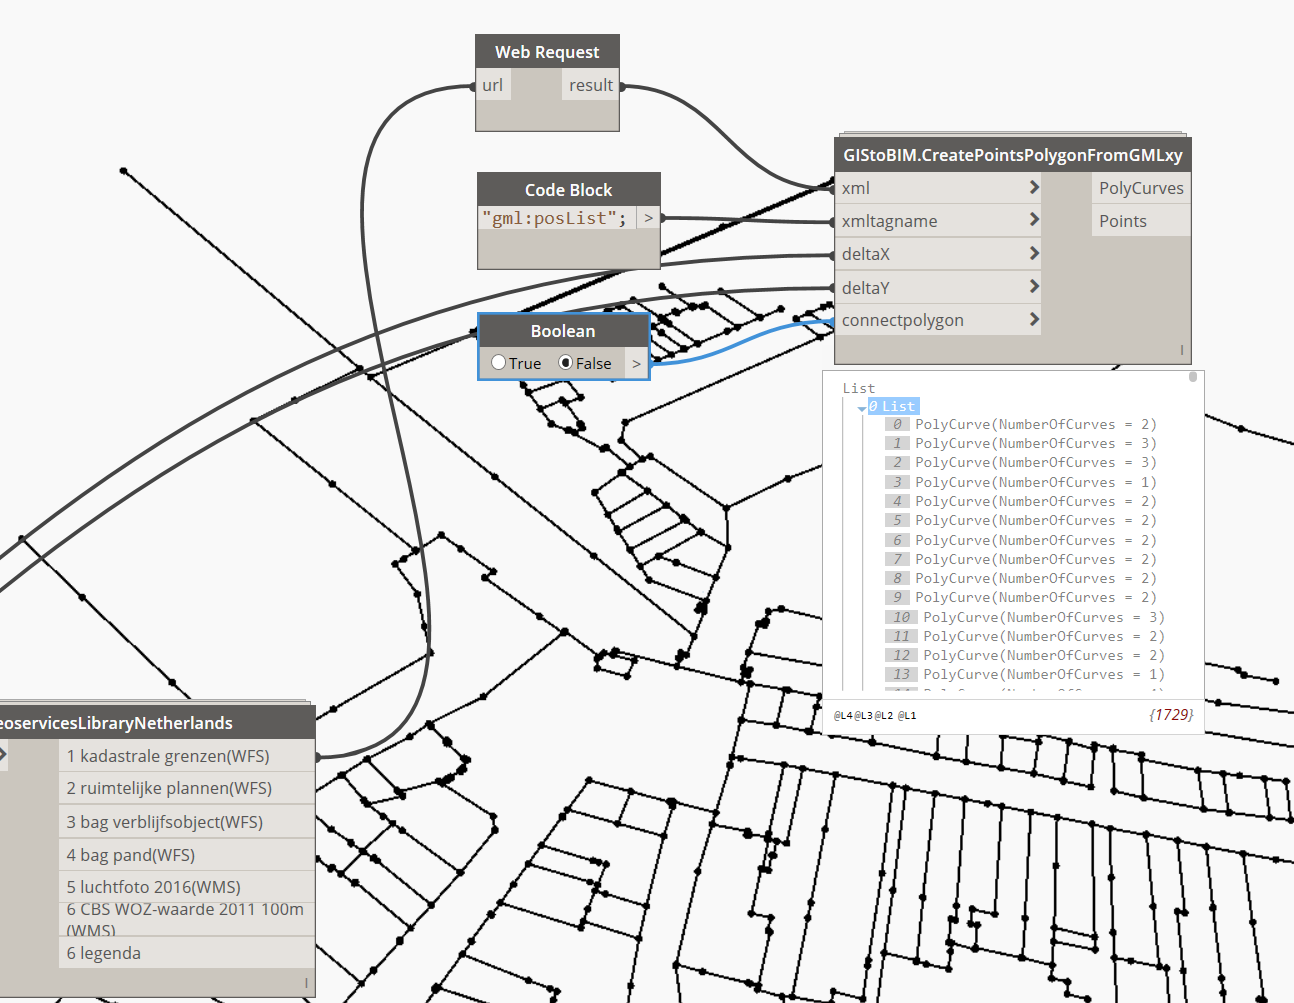 Web Request
url result
GIStoBIM.CreatePointsPolygonFromGMLxy
xml > PolyCurves
xmltagname > Points
deltaX >
deltaY >
connectpolygon >
Code Block
"gml:posList"; >
Boolean
True False >
List
0 List
0 PolyCurve(NumberOfCurves = 2)
1 PolyCurve(NumberOfCurves = 3)
2 PolyCurve(NumberOfCurves = 3)
3 PolyCurve(NumberOfCurves = 1)
4 PolyCurve(NumberOfCurves = 2)
5 PolyCurve(NumberOfCurves = 2)
6 PolyCurve(NumberOfCurves = 2)
7 PolyCurve(NumberOfCurves = 2)
8 PolyCurve(NumberOfCurves = 2)
9 PolyCurve(NumberOfCurves = 2)
10 PolyCurve(NumberOfCurves = 3)
11 PolyCurve(NumberOfCurves = 2)
12 PolyCurve(NumberOfCurves = 2)
13 PolyCurve(NumberOfCurves = 1)
@L4 @L3 @L2 @L1 {1729}
eoservicesLibraryNetherlands
1 kadastrale grenzen(WFS)
2 ruimtelijke plannen(WFS)
3 bag verblijfsobject(WFS)
4 bag pand(WFS)
5 luchtfoto 2016(WMS)
6 CBS WOZ-waarde 2011 100m
(WMS)
6 legenda